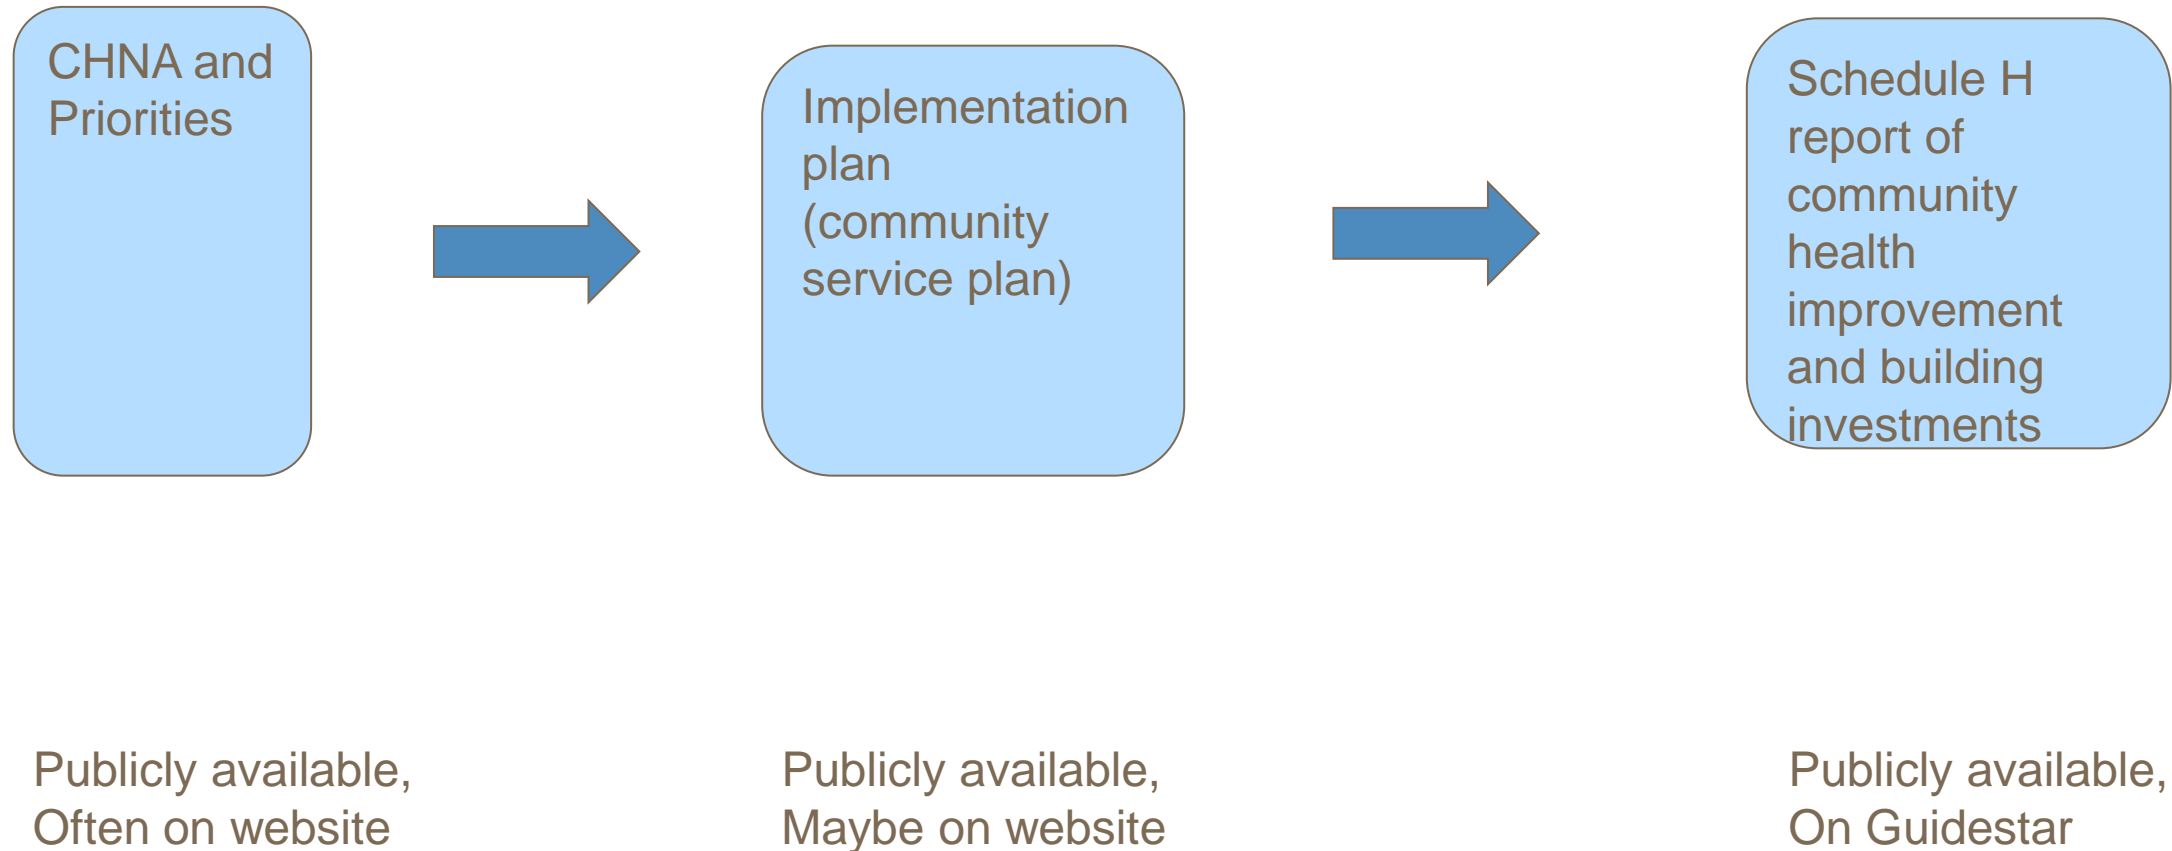 CHNA and
Priorities
Implementation
plan
(community
service plan)
Schedule H
report of
community
health
improvement
and building
investments
Publicly available,
Often on website
Publicly available,
Maybe on website
Publicly available,
On Guidestar